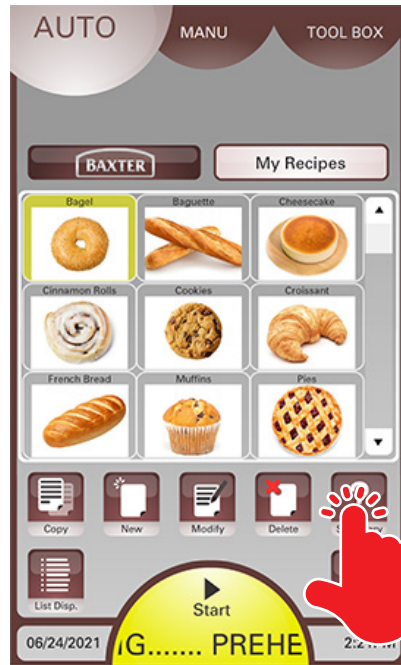 AUTO
MANU
TOOL BOX
BAXTER
My Recipes
Bagel
Baguette
Cheesecake
Cinnamon Rolls
Cookies
Croissant
French Bread
Muffins
Pies
Copy
New
Modify
Delete
List Disp.
Start
06/24/2021
G....... PREHE